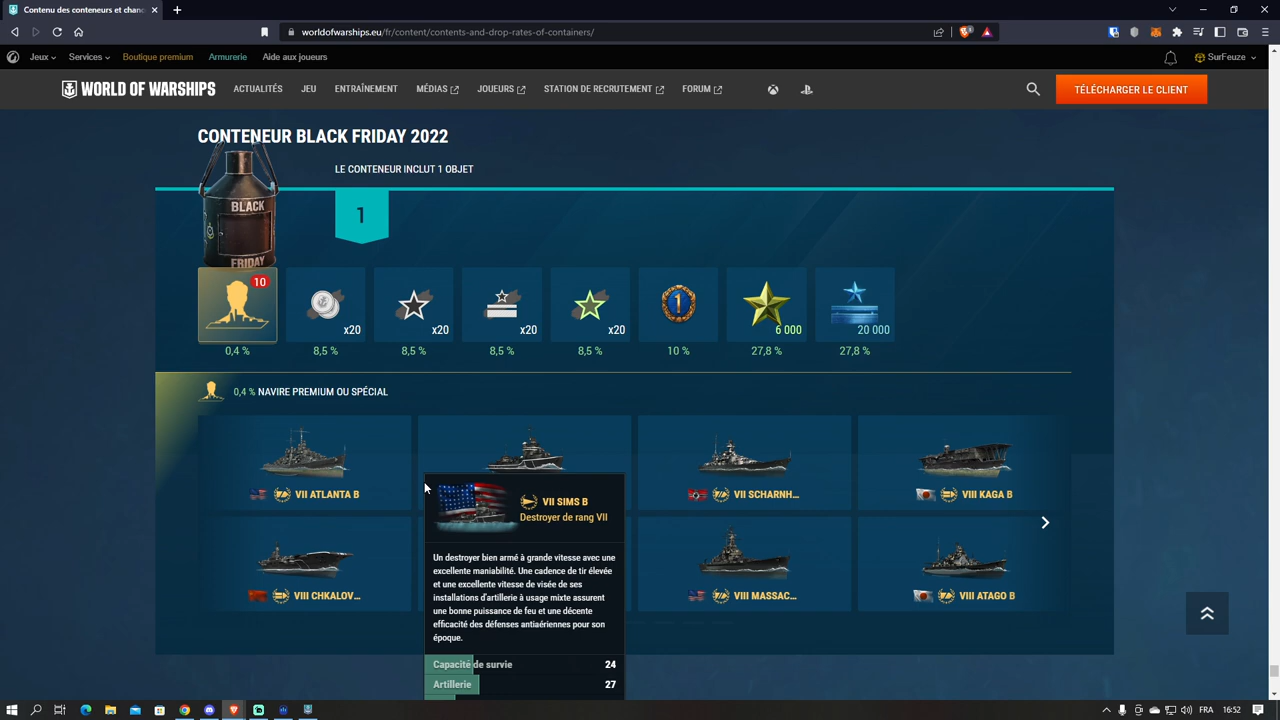 Contenu des conteneurs et chan
worldofwarships.eu/fr/content/contents-and-drop-rates-of-containers/
Jeux Services Boutique premium Armurerie Aide aux joueurs SurFeuze
WORLD OF WARSHIPS ACTUALITÉS JEU ENTRAÎNEMENT MÉDIAS JOUEURS STATION DE RECRUTEMENT FORUM TÉLÉCHARGER LE CLIENT
CONTENEUR BLACK FRIDAY 2022
LE CONTENEUR INCLUT 1 OBJET
BLACK
FRIDAY
1
10
x20 x20 x20 x20 1 6 000 20 000
0,4 % 8,5 % 8,5 % 8,5 % 8,5 % 10 % 27,8 % 27,8 %
0,4 % NAVIRE PREMIUM OU SPÉCIAL
VII ATLANTA B VII SCHARNH... VIII KAGA B
VIII CHKALOV... VIII MASSAC... VIII ATAGO B
VII SIMS B
Destroyer de rang VII
Un destroyer bien armé à grande vitesse avec une
excellente maniabilité. Une cadence de tir élevée
et une excellente vitesse de visée de ses
installations d'artillerie à usage mixte assurent
une bonne puissance de feu et une décente
efficacité des défenses antiaériennes pour son
époque.
Capacité de survie 24
Artillerie 27
FRA 16:52